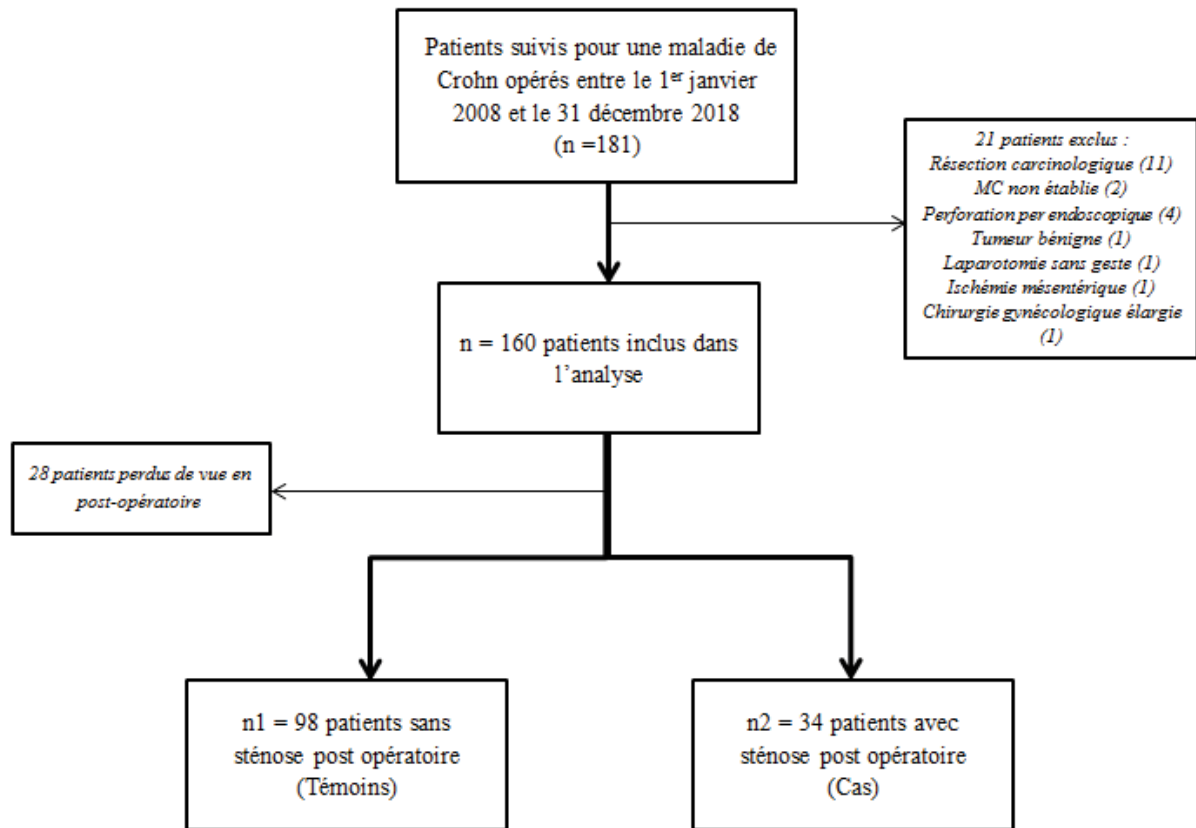 Patients suivis pour une maladie de
Crohn opérés entre le 1er janvier
2008 et le 31 décembre 2018
(n =181)
21 patients exclus :
Résection carcinologique (11)
MC non établie (2)
Perforation per endoscopique (4)
Tumeur bénigne (1)
Laparotomie sans geste (1)
Ischémie mésentérique (1)
Chirurgie gynécologique élargie
(1)
n = 160 patients inclus dans
l’analyse
28 patients perdus de vue en
post-opératoire
n1 = 98 patients sans
sténose post opératoire
(Témoins)
n2 = 34 patients avec
sténose post opératoire
(Cas)